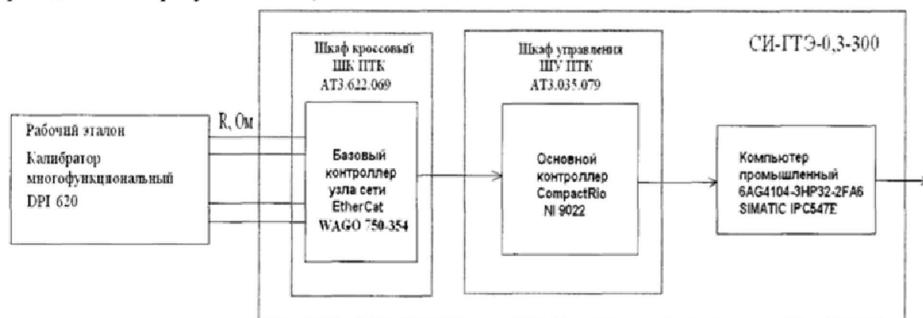 СИ-ГТЭ-0,3-300
Шкаф кроссовый
ШК ПТК
АТ3.622.069
Шкаф управления
ШУ ПТК
АТ3.035.079
R, Ом
Рабочий эталон
Калибратор
многофункциональный
DPI 620
Базовый
контроллер
узла сети
EtherCat
WAGO 750-354
Основной
контроллер
CompactRio
NI 9022
Компьютер
промышленный
6AG4104-3HP32-2FA6
SIMATIC IPC547E